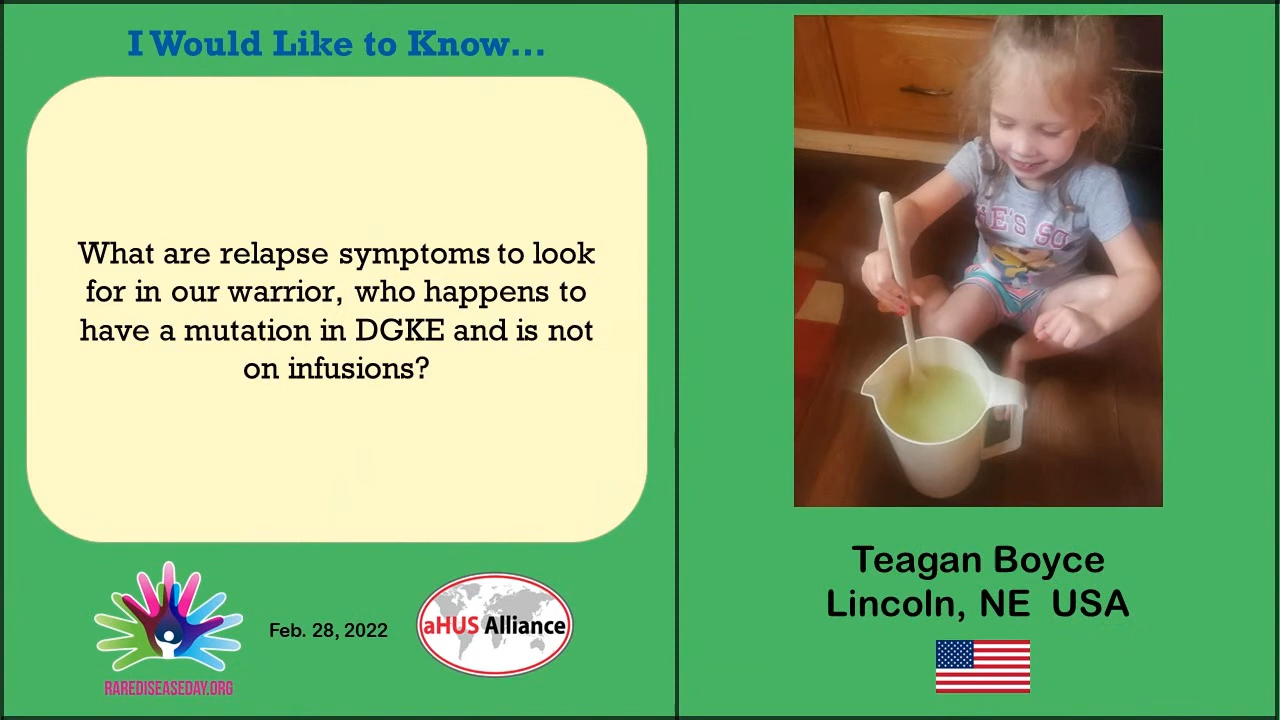 I Would Like to Know...
What are relapse symptoms to look
for in our warrior, who happens to
have a mutation in DGKE and is not
on infusions?
RAREDISEASEDAY.ORG
Feb. 28, 2022
aHUS Alliance
Teagan Boyce
Lincoln, NE USA